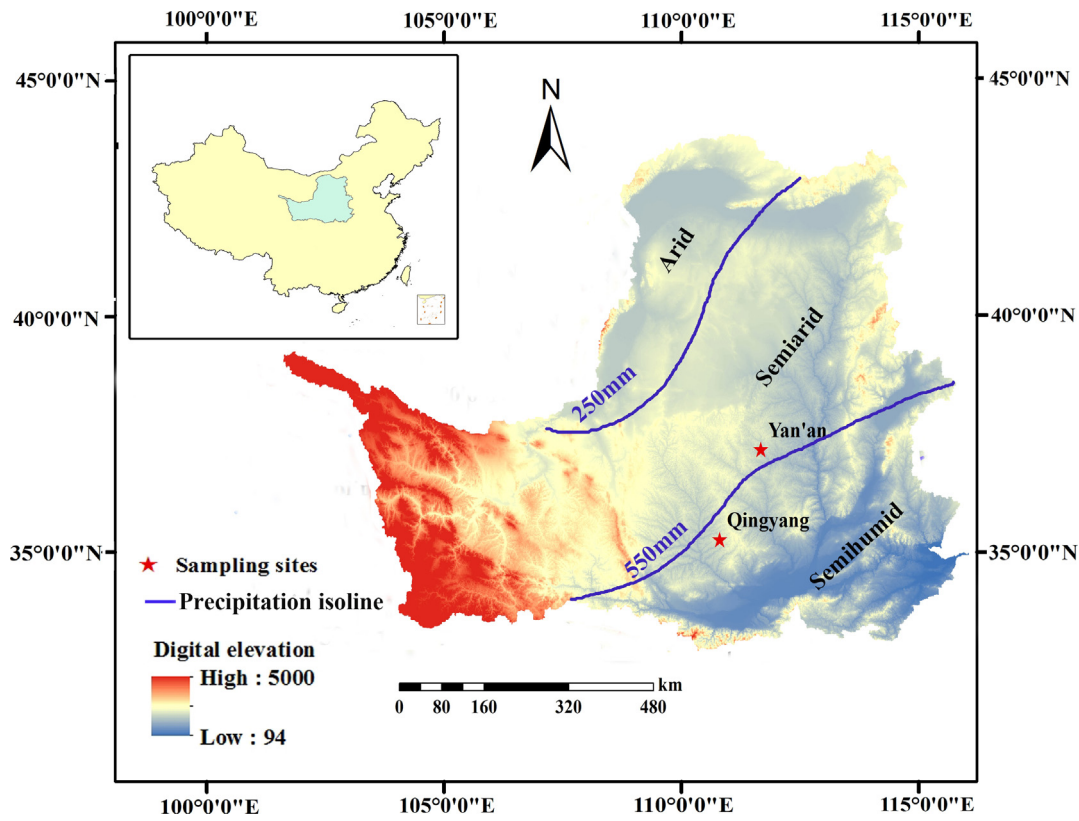 100°0'0"E 105°0'0"E 110°0'0"E 115°0'0"E
45°0'0"N 45°0'0"N
N
Arid
40°0'0"N 40°0'0"N
Semiarid
250mm
Yan'an
Qingyang
35°0'0"N 35°0'0"N
550mm
Semihumid
Sampling sites
Precipitation isoline
Digital elevation
High : 5000
Low : 94
km
0 80 160 320 480
100°0'0"E 105°0'0"E 110°0'0"E 115°0'0"E